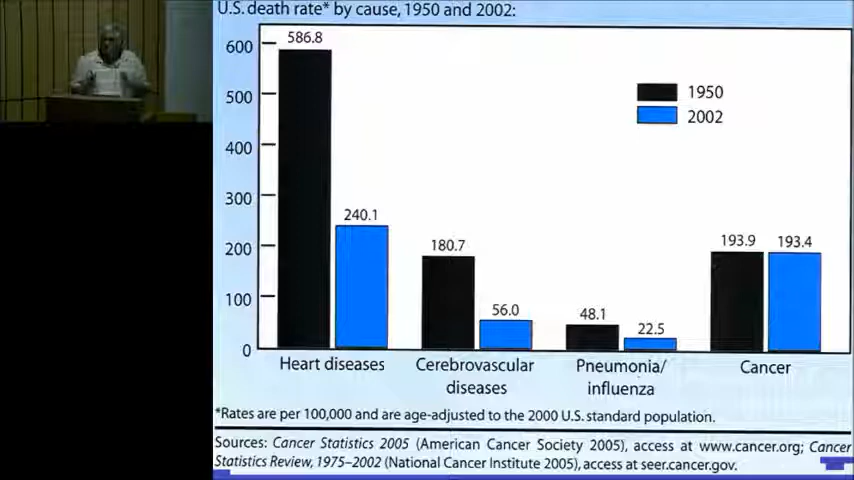 U.S. death rate* by cause, 1950 and 2002:
600
500
400
300
200
100
0
586.8
240.1
180.7
56.0
48.1
22.5
193.9
193.4
1950
2002
Heart diseases
Cerebrovascular
diseases
Pneumonia/
influenza
Cancer
*Rates are per 100,000 and are age-adjusted to the 2000 U.S. standard population.
Sources: Cancer Statistics 2005 (American Cancer Society 2005), access at www.cancer.org; Cancer
Statistics Review, 1975–2002 (National Cancer Institute 2005), access at seer.cancer.gov.